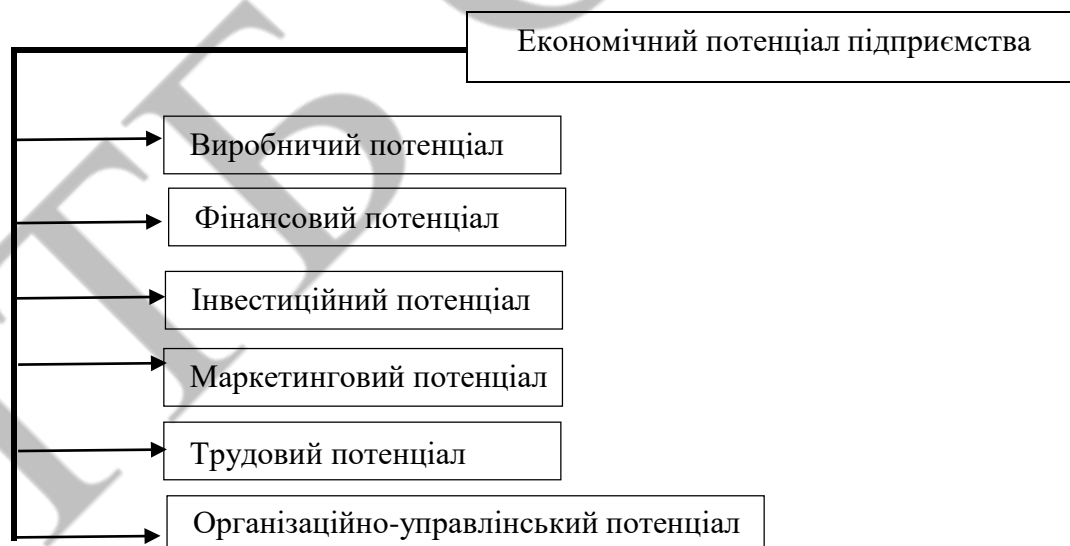 Економічний потенціал підприємства
Виробничий потенціал
Фінансовий потенціал
Інвестиційний потенціал
Маркетинговий потенціал
Трудовий потенціал
Організаційно-управлінський потенціал